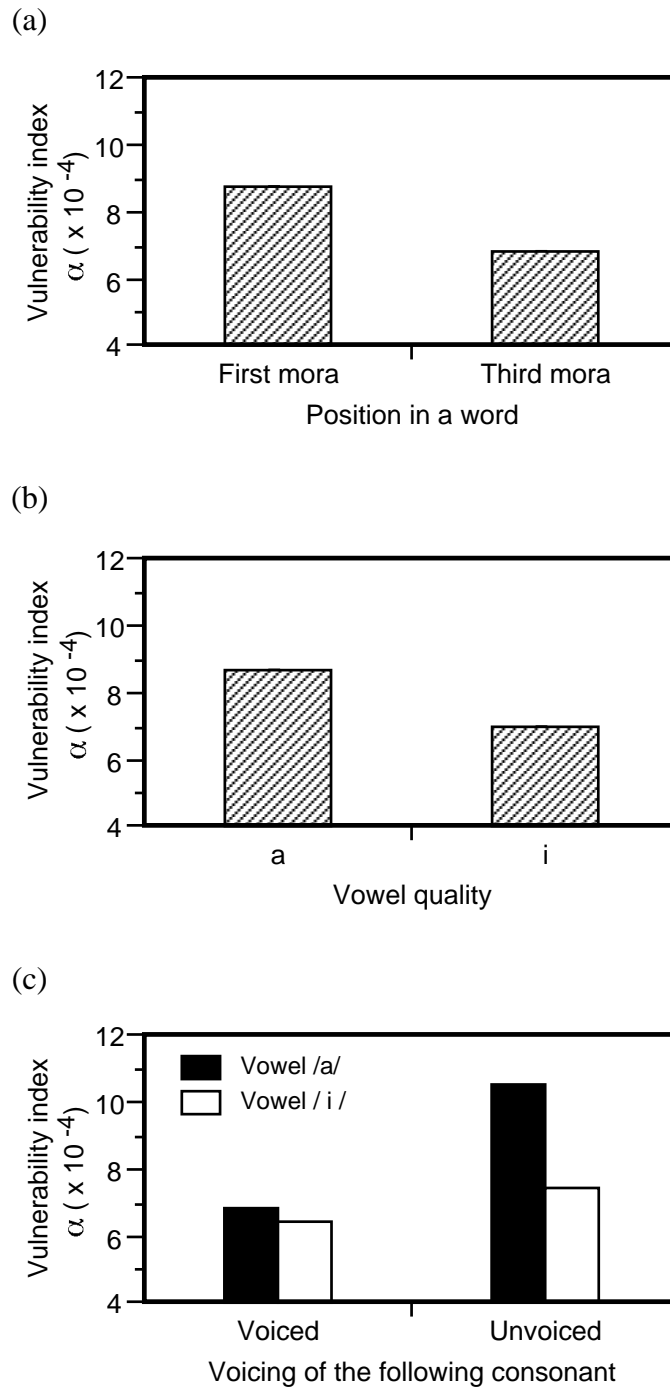 (a)
Vulnerability index
α ( x 10 -4)
12
10
8
6
4
First mora Third mora
Position in a word
(b)
Vulnerability index
α ( x 10 -4)
12
10
8
6
4
a i
Vowel quality
(c)
Vulnerability index
α ( x 10 -4)
12
10
8
6
4
Vowel /a/
Vowel / i /
Voiced Unvoiced
Voicing of the following consonant